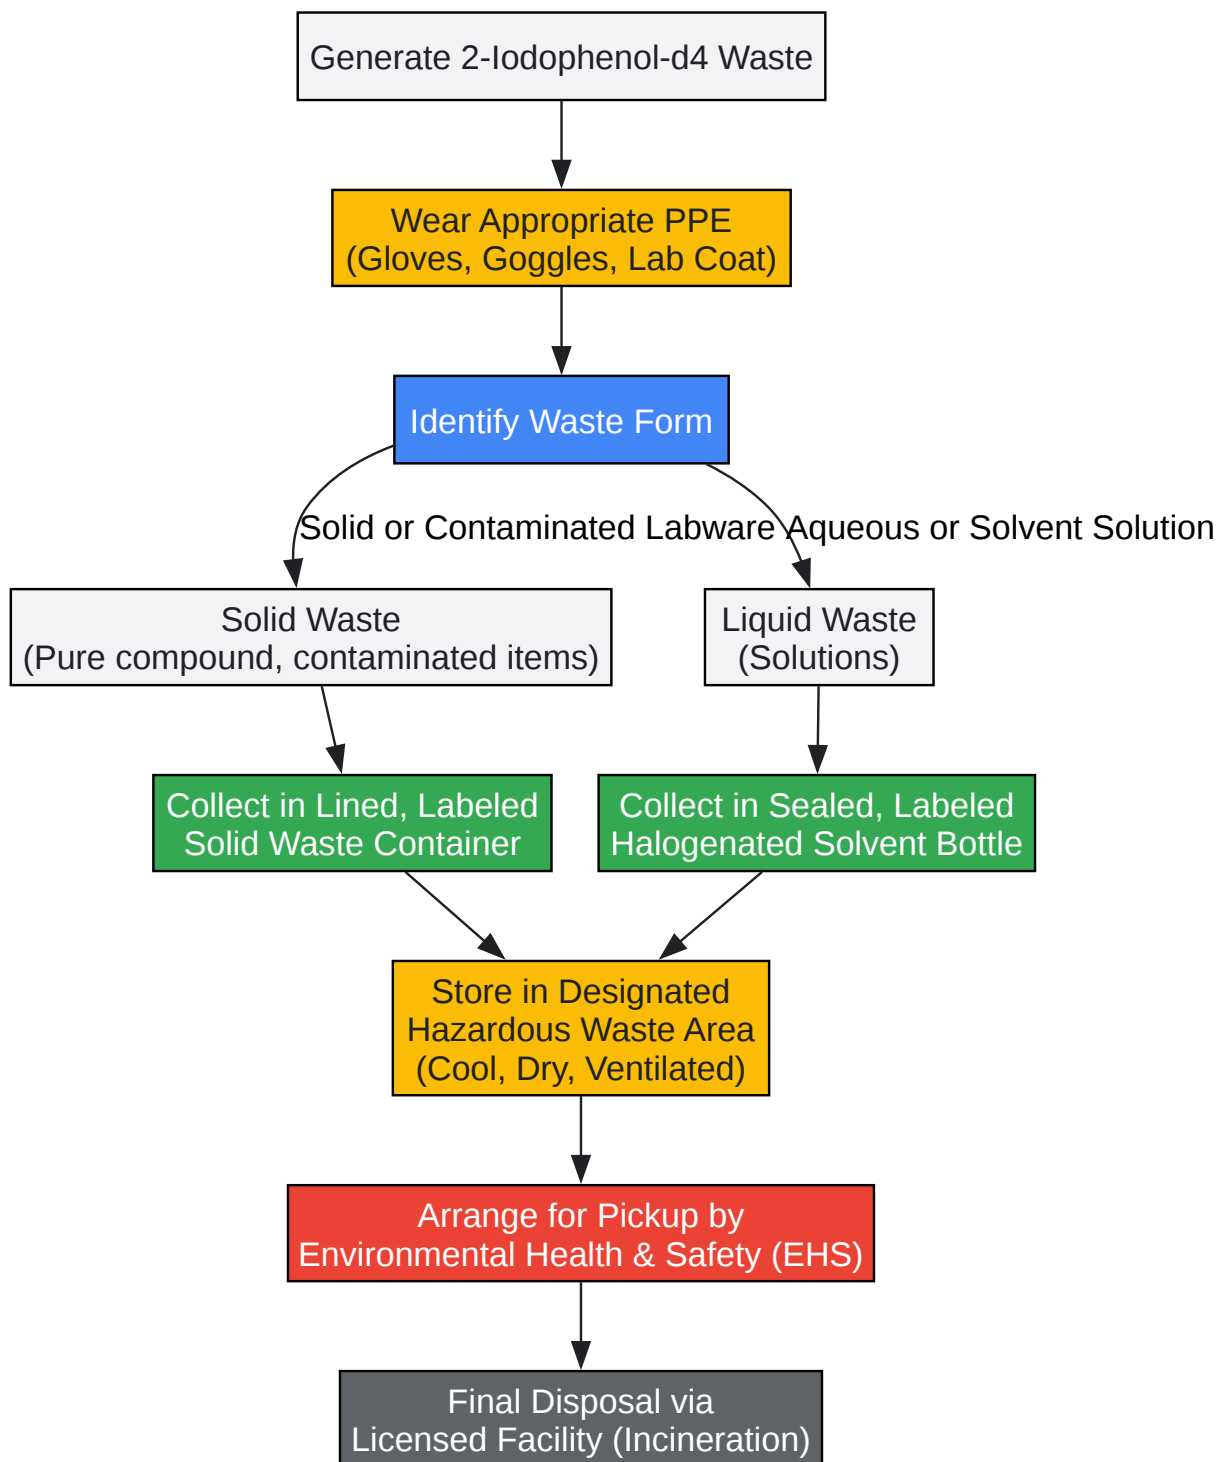 Generate 2-Iodophenol-d4 Waste
Wear Appropriate PPE
(Gloves, Goggles, Lab Coat)
Identify Waste Form
Solid or Contaminated Labware
Aqueous or Solvent Solution
Solid Waste
(Pure compound, contaminated items)
Liquid Waste
(Solutions)
Collect in Lined, Labeled
Solid Waste Container
Collect in Sealed, Labeled
Halogenated Solvent Bottle
Store in Designated
Hazardous Waste Area
(Cool, Dry, Ventilated)
Arrange for Pickup by
Environmental Health & Safety (EHS)
Final Disposal via
Licensed Facility (Incineration)